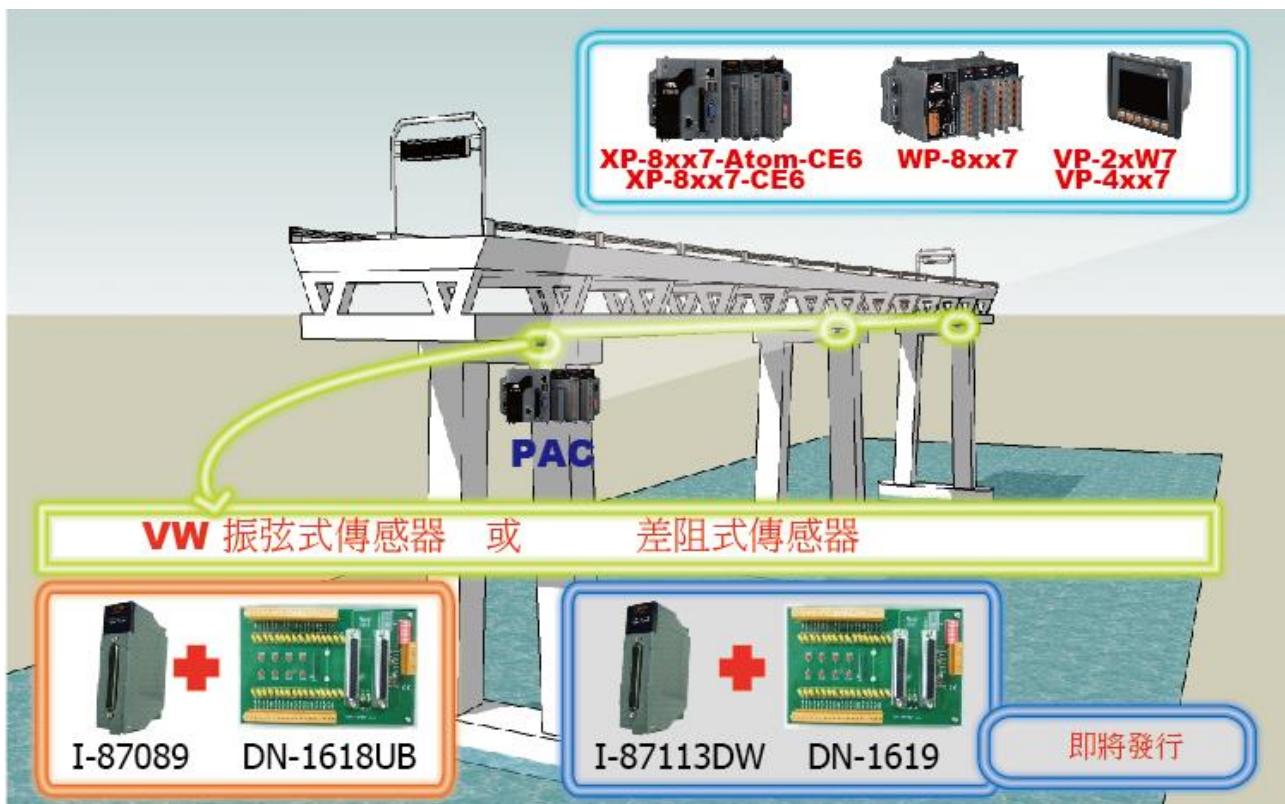 XP-8xx7-Atom-CE6
XP-8xx7-CE6
WP-8xx7
VP-2xW7
VP-4xx7
PAC
VW 振弦式傳感器 或 差阻式傳感器
I-87089
DN-1618UB
I-87113DW
DN-1619
即將發行